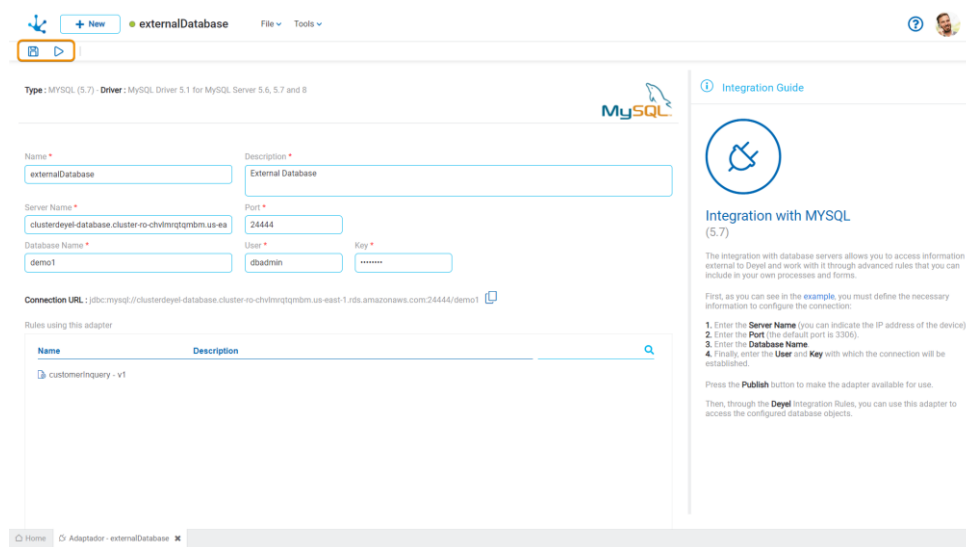 + New
externalDatabase
File
Tools
Type : MYSQL (5.7) - Driver : MySQL Driver 5.1 for MySQL Server 5.6, 5.7 and 8
MySQL
Name *
Description *
externalDatabase
External Database
Server Name *
Port *
clusterdeyel-database.cluster-ro-chvlmrqtqmbm.us-ea
24444
Database Name *
User *
Key *
demo1
dbadmin
••••••••
Connection URL : jdbc:mysql://clusterdeyel-database.cluster-ro-chvlmrqtqmbm.us-east-1.rds.amazonaws.com:24444/demo1
Rules using this adapter
Name
Description
customerInquery - v1
Integration Guide
Integration with MYSQL
(5.7)
The integration with database servers allows you to access information
external to Deyel and work with it through advanced rules that you can
include in your own processes and forms.
First, as you can see in the example, you must define the necessary
information to configure the connection:
1. Enter the Server Name (you can indicate the IP address of the device)
2. Enter the Port (the default port is 3306).
3. Enter the Database Name
4. Finally, enter the User and Key with which the connection will be
established.
Press the Publish button to make the adapter available for use.
Then, through the Deyel Integration Rules, you can use this adapter to
access the configured database objects.
Home
Adaptador - externalDatabase